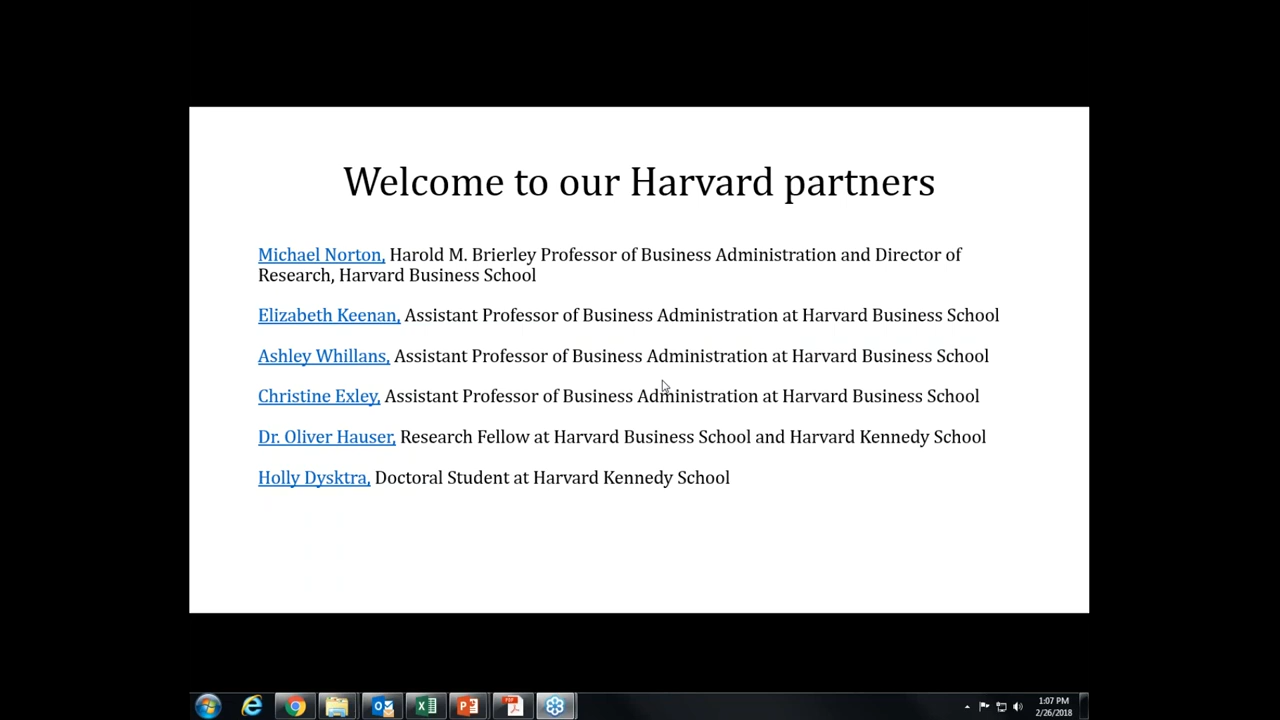 Welcome to our Harvard partners
Michael Norton, Harold M. Brierley Professor of Business Administration and Director of
Research, Harvard Business School
Elizabeth Keenan, Assistant Professor of Business Administration at Harvard Business School
Ashley Whillans, Assistant Professor of Business Administration at Harvard Business School
Christine Exley, Assistant Professor of Business Administration at Harvard Business School
Dr. Oliver Hauser, Research Fellow at Harvard Business School and Harvard Kennedy School
Holly Dysktra, Doctoral Student at Harvard Kennedy School
1:07 PM
2/26/2018